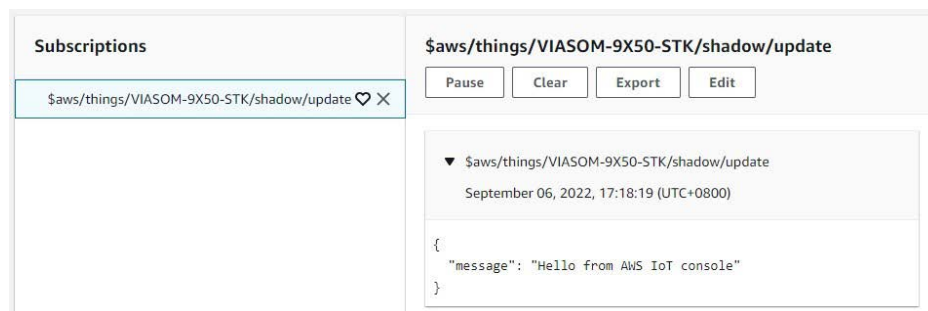 Subscriptions
$aws/things/VIASOM-9X50-STK/shadow/update
$aws/things/VIASOM-9X50-STK/shadow/update
Pause Clear Export Edit
$aws/things/VIASOM-9X50-STK/shadow/update
September 06, 2022, 17:18:19 (UTC+0800)
{
"message": "Hello from AWS IoT console"
}